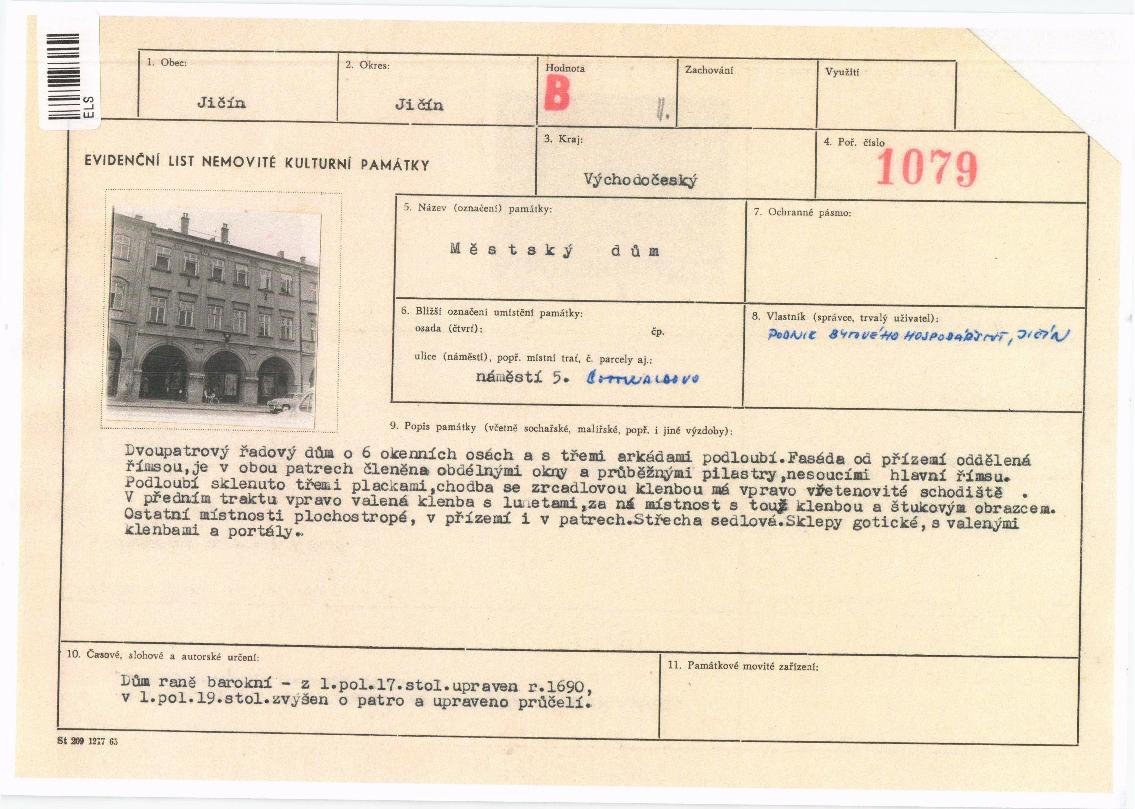 ELS
1. Obec:
Jičín
2. Okres:
Jičín
Hodnota
B
II.
Zachování
Využití
EVIDENČNÍ LIST NEMOVITÉ KULTURNÍ PAMÁTKY
3. Kraj:
Východočeský
4. Poř. číslo
1079
5. Název (označení) památky:
Městský dům
7. Ochranné pásmo:
6. Bližší označení umístění památky:
osada (čtvrť): čp.
ulice (náměstí), popř. místní trať, č. parcely aj.:
náměstí 5. GOTTWALDOVO
8. Vlastník (správce, trvalý uživatel):
PODNIK BYTOVÉHO HOSPODÁŘSTVÍ, JIČÍN
9. Popis památky (včetně sochařské, malířské, popř. i jiné výzdoby):
Dvoupatrový řadový dům o 6 okenních osách a s třemi arkádami podloubí.Fasáda od přízemí oddělená
římsou,je v obou patrech členěna obdélnými okny a průběžnými pilastry,nesoucími hlavní římsu.
Podloubí sklenuto třemi plackami,chodba se zrcadlovou klenbou má vpravo vřetenovité schodiště .
V předním traktu vpravo valená klenba s lunetami,za ní místnost s touž klenbou a štukovým obrazcem.
Ostatní místnosti plochostropé, v přízemí i v patrech.Střecha sedlová.Sklepy gotické,s valenými
klenbami a portály.
10. Časové, slohové a autorské určení:
Dům raně barokní - z 1.pol.17.stol.upraven r.1690,
v 1.pol.19.stol.zvýšen o patro a upraveno průčelí.
11. Památkové movité zařízení:
St 209 1277 65